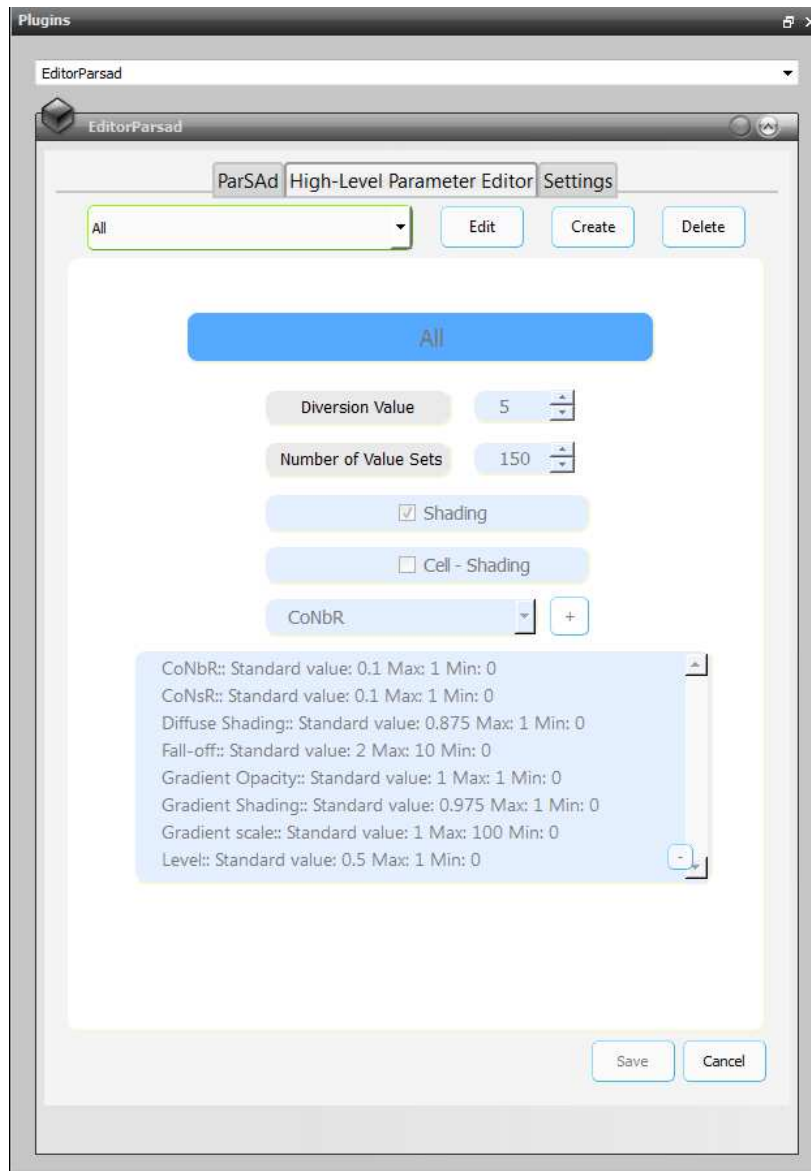 Plugins
EditorParsad
EditorParsad
ParSAd High-Level Parameter Editor Settings
All Edit Create Delete
All
Diversion Value 5
Number of Value Sets 150
Shading
Cell - Shading
CoNbR +
CoNbR:: Standard value: 0.1 Max: 1 Min: 0
CoNsR:: Standard value: 0.1 Max: 1 Min: 0
Diffuse Shading:: Standard value: 0.875 Max: 1 Min: 0
Fall-off:: Standard value: 2 Max: 10 Min: 0
Gradient Opacity:: Standard value: 1 Max: 1 Min: 0
Gradient Shading:: Standard value: 0.975 Max: 1 Min: 0
Gradient scale:: Standard value: 1 Max: 100 Min: 0
Level:: Standard value: 0.5 Max: 1 Min: 0
-
Save Cancel